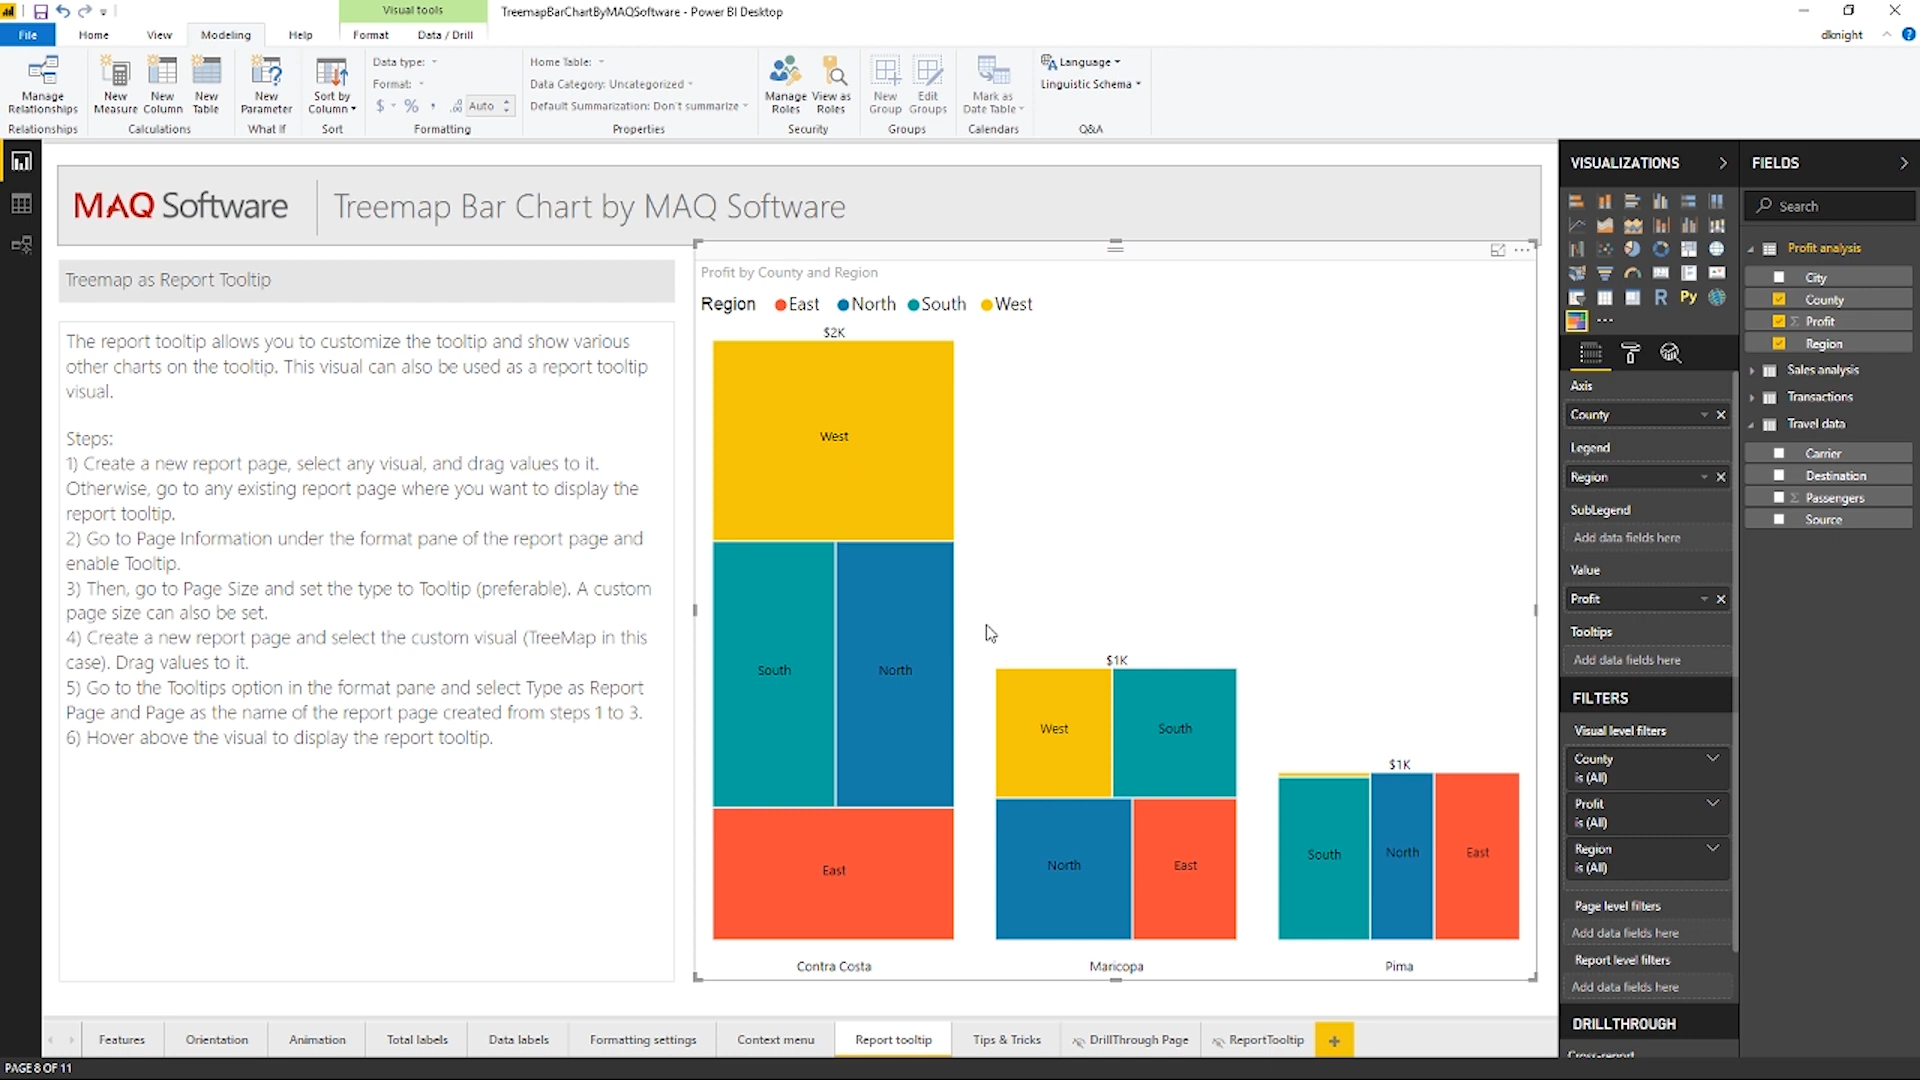 Visual tools
TreemapBarChartByMAQSoftware - Power BI Desktop
File
Home
View
Modeling
Help
Format
Data / Drill
dknight
?
Manage Relationships
Relationships
New Measure
New Column
New Table
Calculations
New Parameter
What If
Sort by Column
Sort
Data type:
Format:
$ % , .00 Auto
Formatting
Home Table:
Data Category: Uncategorized
Default Summarization: Don't summarize
Properties
Manage Roles
View as Roles
Security
New Group
Edit Groups
Groups
Mark as Date Table
Calendars
Language
Linguistic Schema
Q&A
MAQ Software
Treemap Bar Chart by MAQ Software
Treemap as Report Tooltip
The report tooltip allows you to customize the tooltip and show various
other charts on the tooltip. This visual can also be used as a report tooltip
visual.
Steps:
1) Create a new report page, select any visual, and drag values to it.
Otherwise, go to any existing report page where you want to display the
report tooltip.
2) Go to Page Information under the format pane of the report page and
enable Tooltip.
3) Then, go to Page Size and set the type to Tooltip (preferable). A custom
page size can also be set.
4) Create a new report page and select the custom visual (TreeMap in this
case). Drag values to it.
5) Go to the Tooltips option in the format pane and select Type as Report
Page and Page as the name of the report page created from steps 1 to 3.
6) Hover above the visual to display the report tooltip.
Profit by County and Region
Region East North South West
$2K
West
South
North
East
Contra Costa
$1K
West
South
North
East
Maricopa
$1K
South
North
East
Pima
VISUALIZATIONS
R
Py
Axis
County
Legend
Region
SubLegend
Add data fields here
Value
Profit
Tooltips
Add data fields here
FILTERS
Visual level filters
County
is (All)
Profit
is (All)
Region
is (All)
Page level filters
Add data fields here
Report level filters
Add data fields here
DRILLTHROUGH
Cross-report
FIELDS
Search
Profit analysis
City
County
Σ Profit
Region
Sales analysis
Transactions
Travel data
Carrier
Destination
Σ Passengers
Source
Features
Orientation
Animation
Total labels
Data labels
Formatting settings
Context menu
Report tooltip
Tips & Tricks
DrillThrough Page
ReportTooltip
+
PAGE 8 OF 11